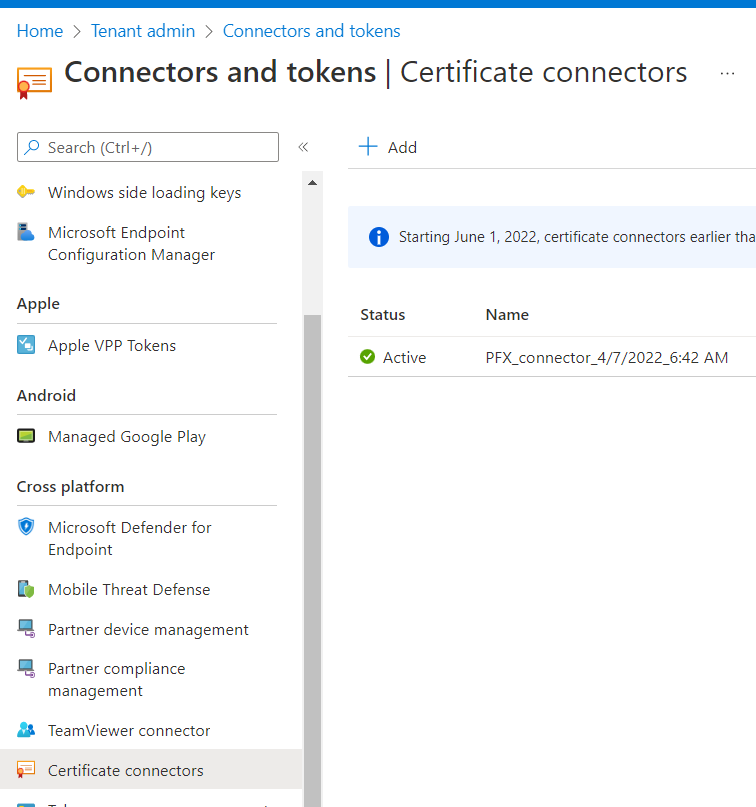 Home > Tenant admin > Connectors and tokens
Connectors and tokens | Certificate connectors ...
Search (Ctrl+/)
«
Windows side loading keys
Microsoft Endpoint
Configuration Manager
Apple
Apple VPP Tokens
Android
Managed Google Play
Cross platform
Microsoft Defender for
Endpoint
Mobile Threat Defense
Partner device management
Partner compliance
management
TeamViewer connector
Certificate connectors
+ Add
Starting June 1, 2022, certificate connectors earlier tha
Status Name
Active PFX_connector_4/7/2022_6:42 AM